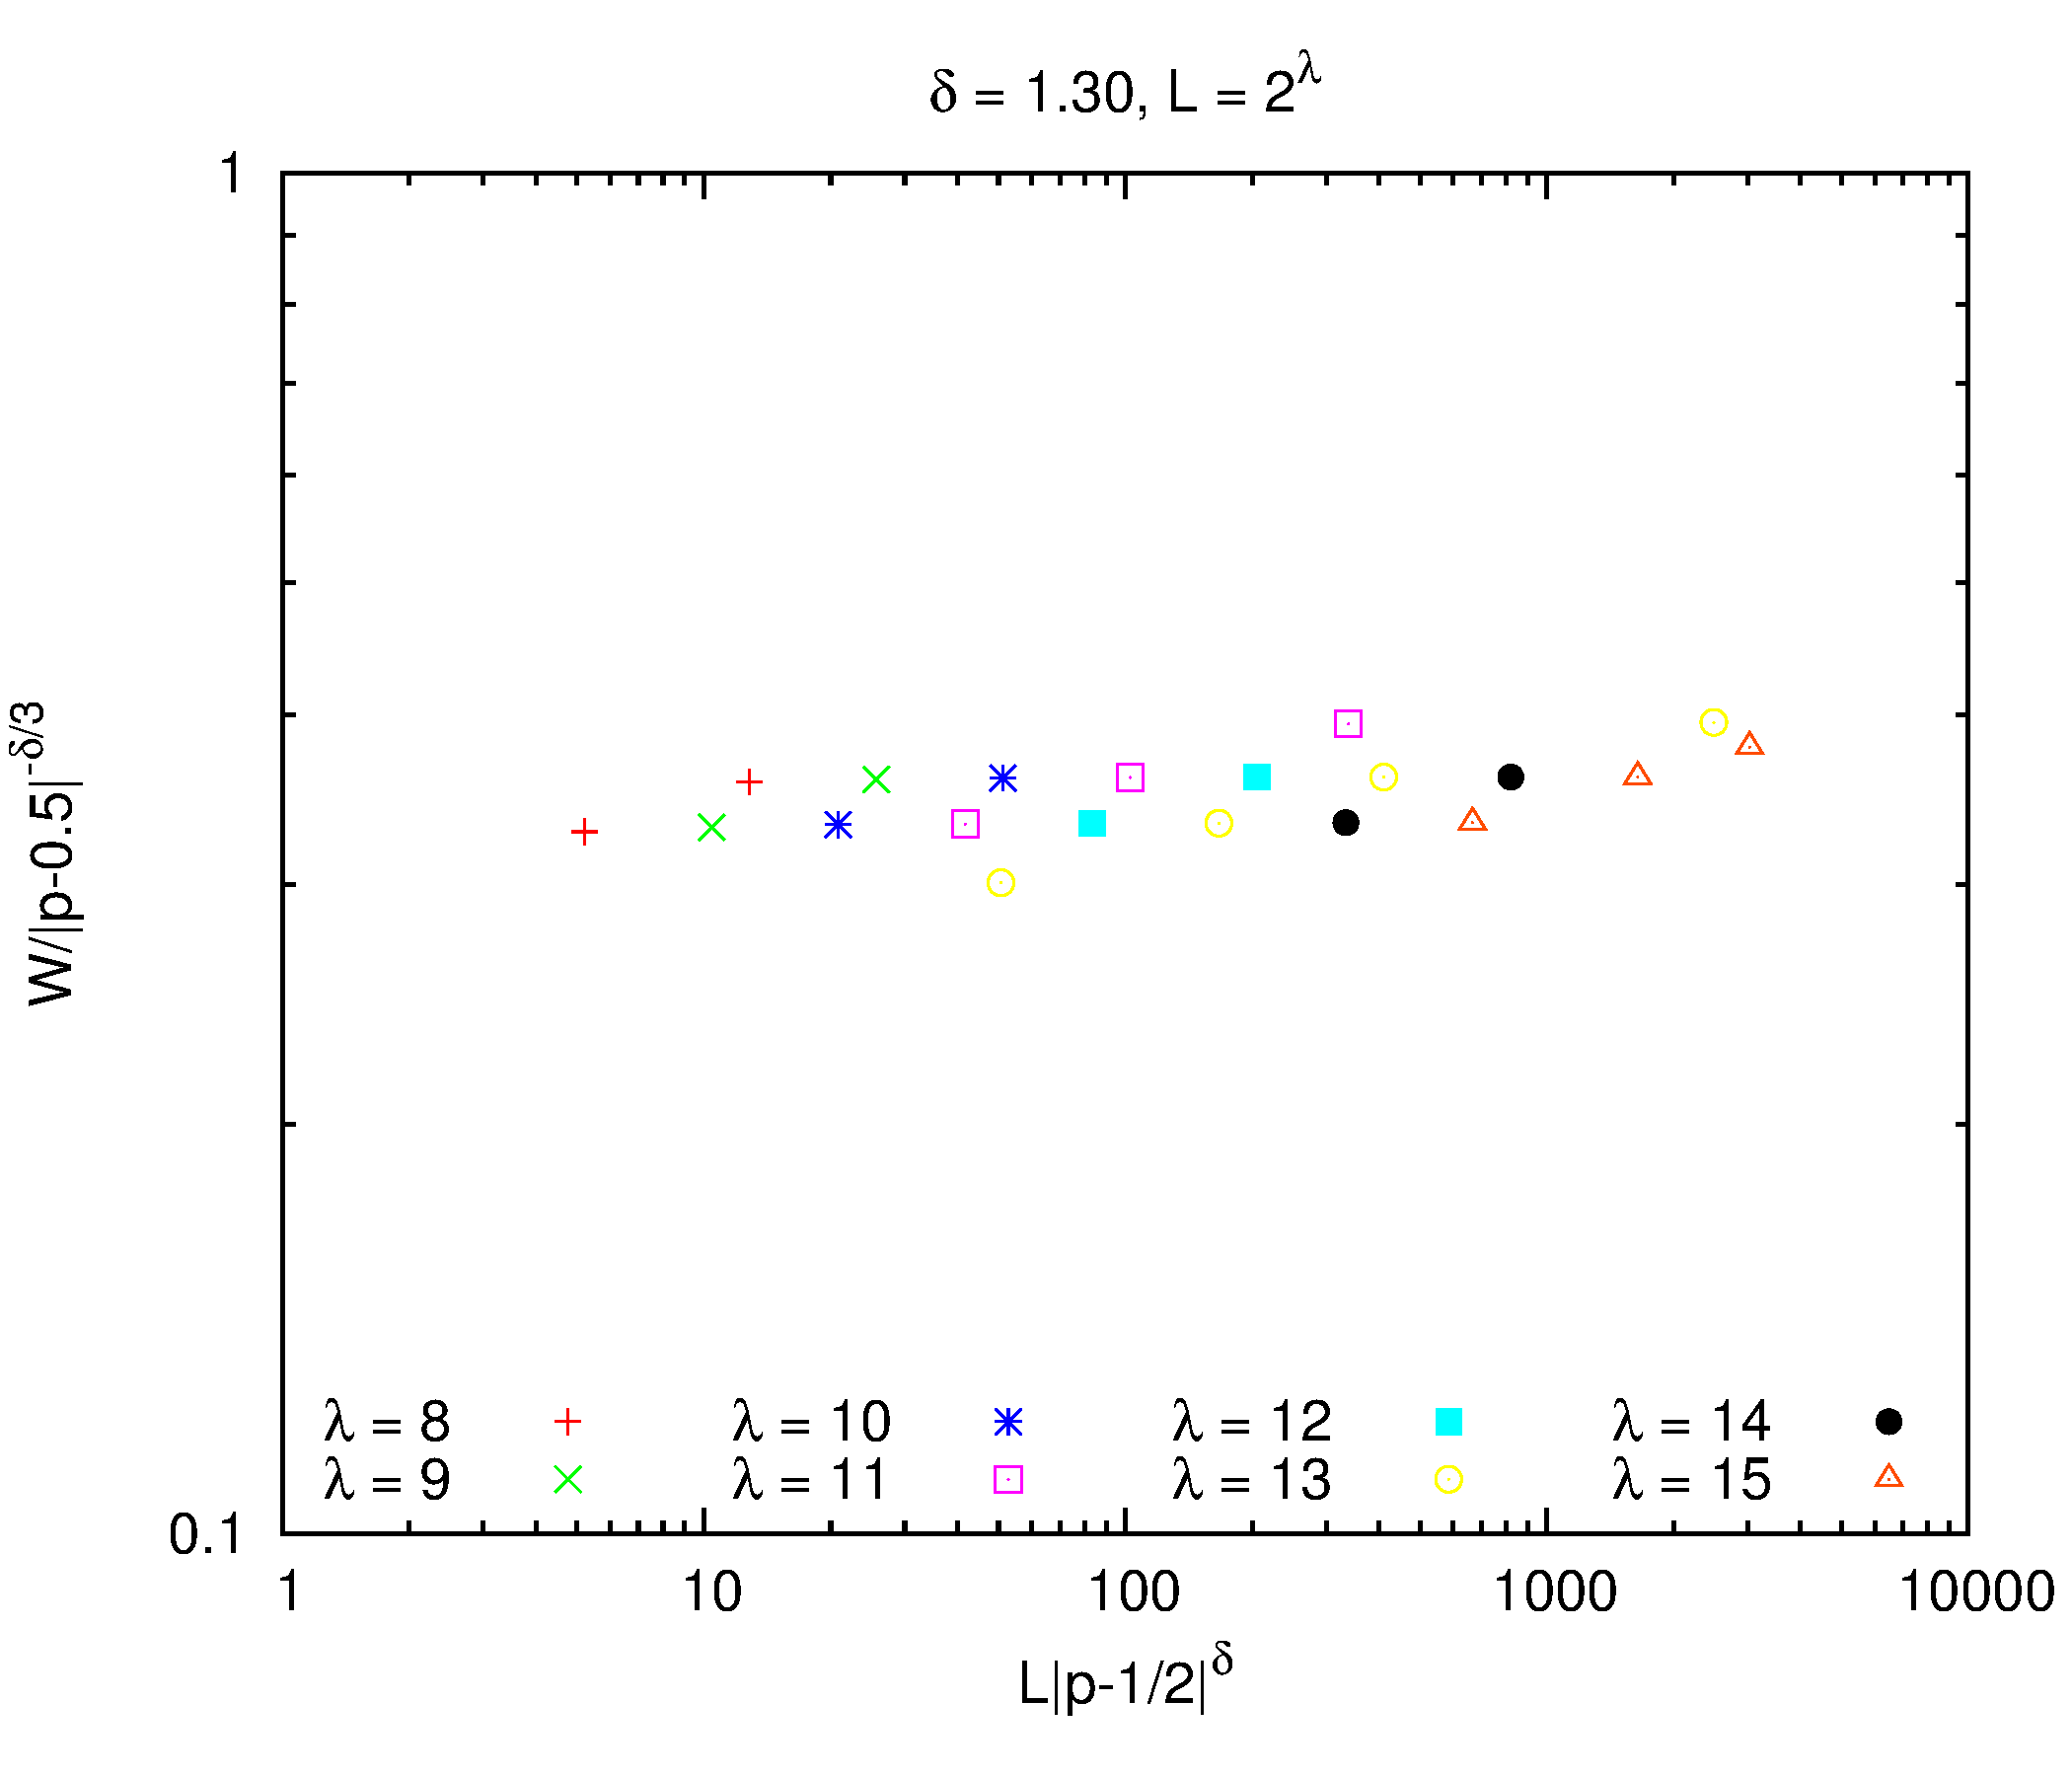 δ = 1.30, L = 2^λ
1
W/|p-0.5|^-δ/3
λ = 8 λ = 10 λ = 12 λ = 14
λ = 9 λ = 11 λ = 13 λ = 15
0.1
1 10 100 1000 10000
L|p-1/2|^δ